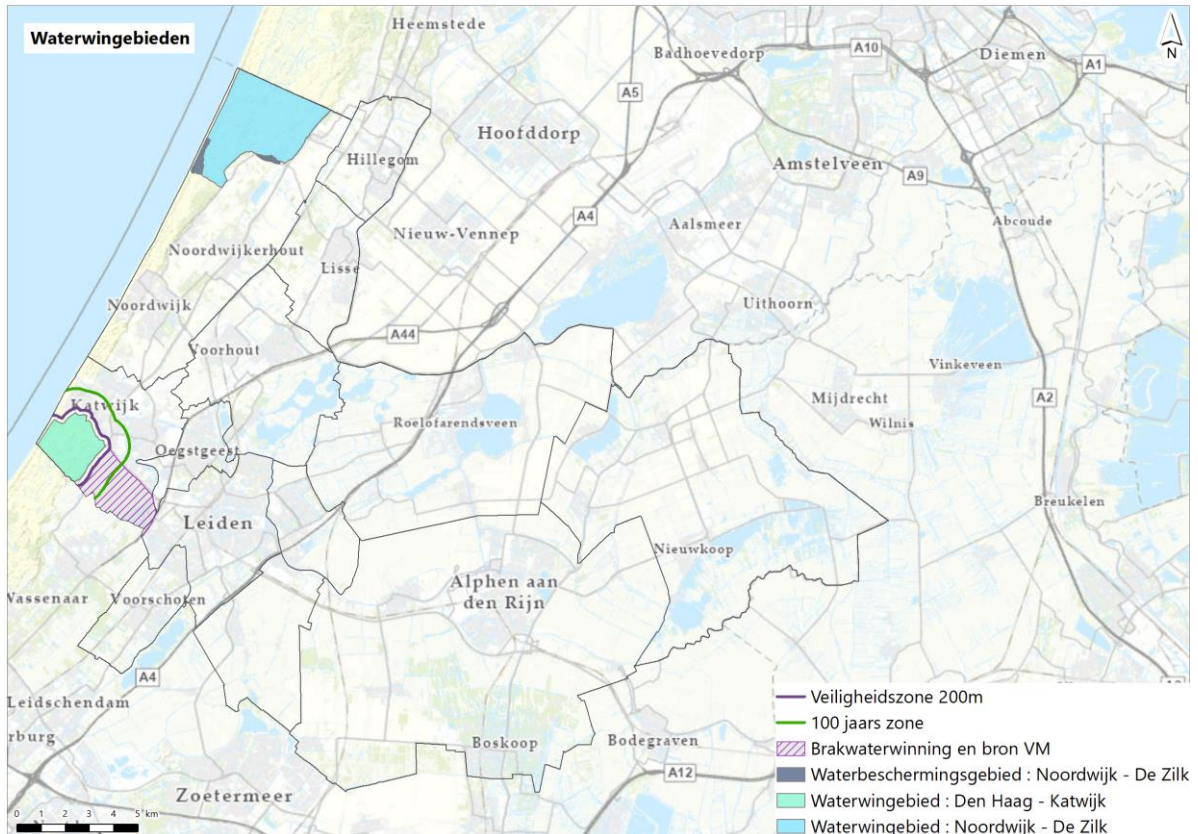 Waterwingebieden
Heemstede
Badhoevedorp
A10
Diemen
A1
N
A5
Hoofddorp
Hillegom
Amstelveen
A9
A4
Aalsmeer
Abcoude
Nieuw-Vennep
Noordwijkerhout
Lisse
Noordwijk
Uithoorn
A44
Voorhout
Vinkeveen
Katwijk
Mijdrecht
A2
Roelofarendsveen
Wilnis
Oegstgeest
Leiden
Breukelen
Nieuwkoop
Alphen aan
den Rijn
Wassenaar
Voorschoten
A4
Leidschendam
rburg
Boskoop
Bodegraven
A12
Zoetermeer
0 1 2 3 4 5 km
Veiligheidszone 200m
100 jaars zone
Brakwaterwinning en bron VM
Waterbeschermingsgebied : Noordwijk - De Zilk
Waterwingebied : Den Haag - Katwijk
Waterwingebied : Noordwijk - De Zilk